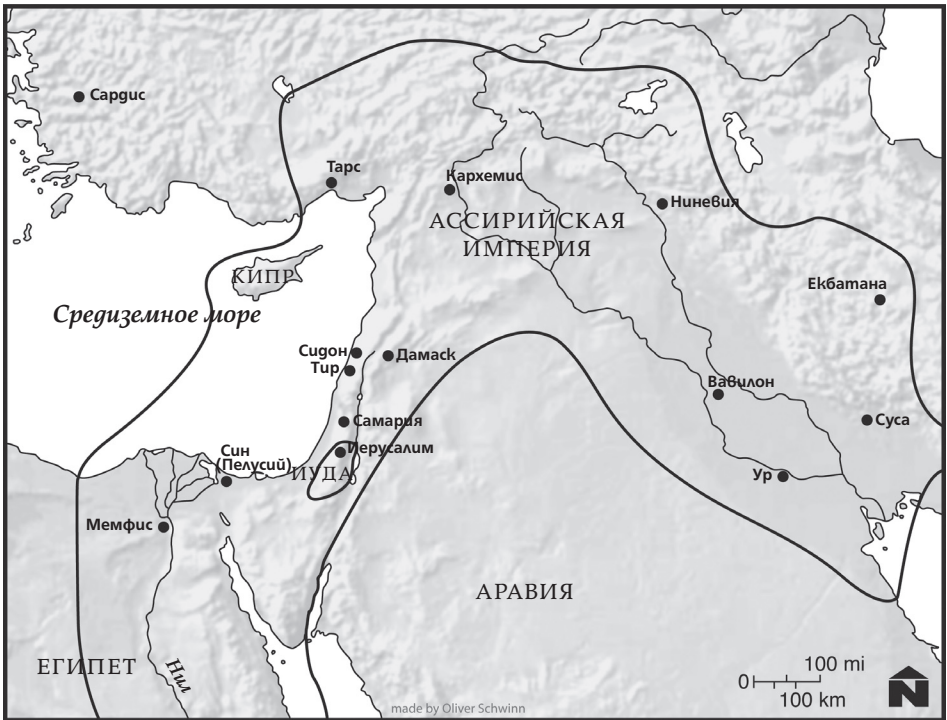 Сардис
Тарс
Кархемис
Ниневия
АССИРИЙСКАЯ
ИМПЕРИЯ
КИПР
Екбатана
Средиземное море
Сидон
Дамаск
Тир
Вавилон
Самария
Суса
Иерусалим
Син
(Пелусий)
ИУДА
Ур
Мемфис
АРАВИЯ
ЕГИПЕТ
Нил
100 mi
0
100 km
N
made by Oliver Schwinn